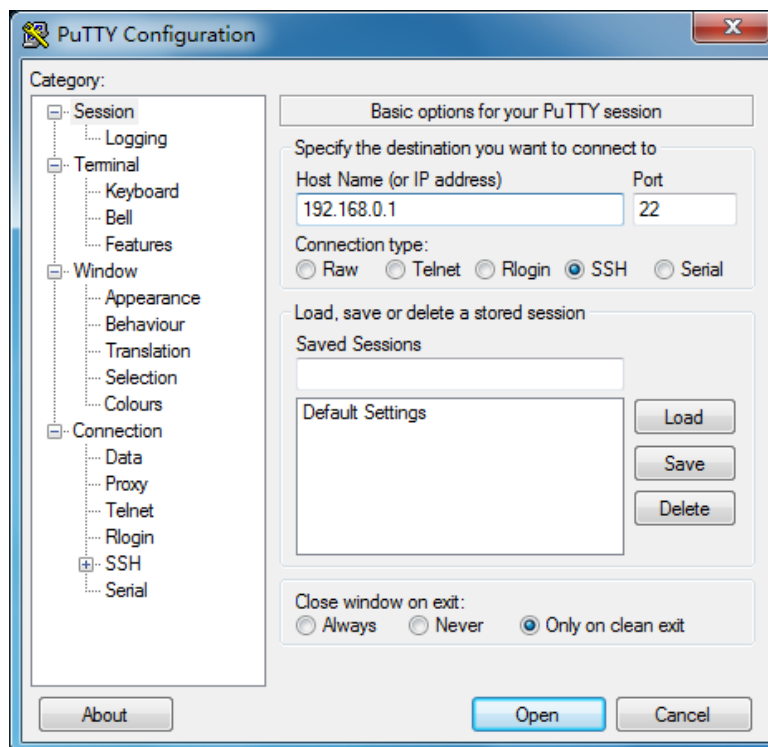 PuTTY Configuration
Category:
Session
Logging
Terminal
Keyboard
Bell
Features
Window
Appearance
Behaviour
Translation
Selection
Colours
Connection
Data
Proxy
Telnet
Rlogin
SSH
Serial
Basic options for your PuTTY session
Specify the destination you want to connect to
Host Name (or IP address) Port
192.168.0.1 22
Connection type:
Raw Telnet Rlogin SSH Serial
Load, save or delete a stored session
Saved Sessions
Default Settings
Load
Save
Delete
Close window on exit:
Always Never Only on clean exit
About Open Cancel